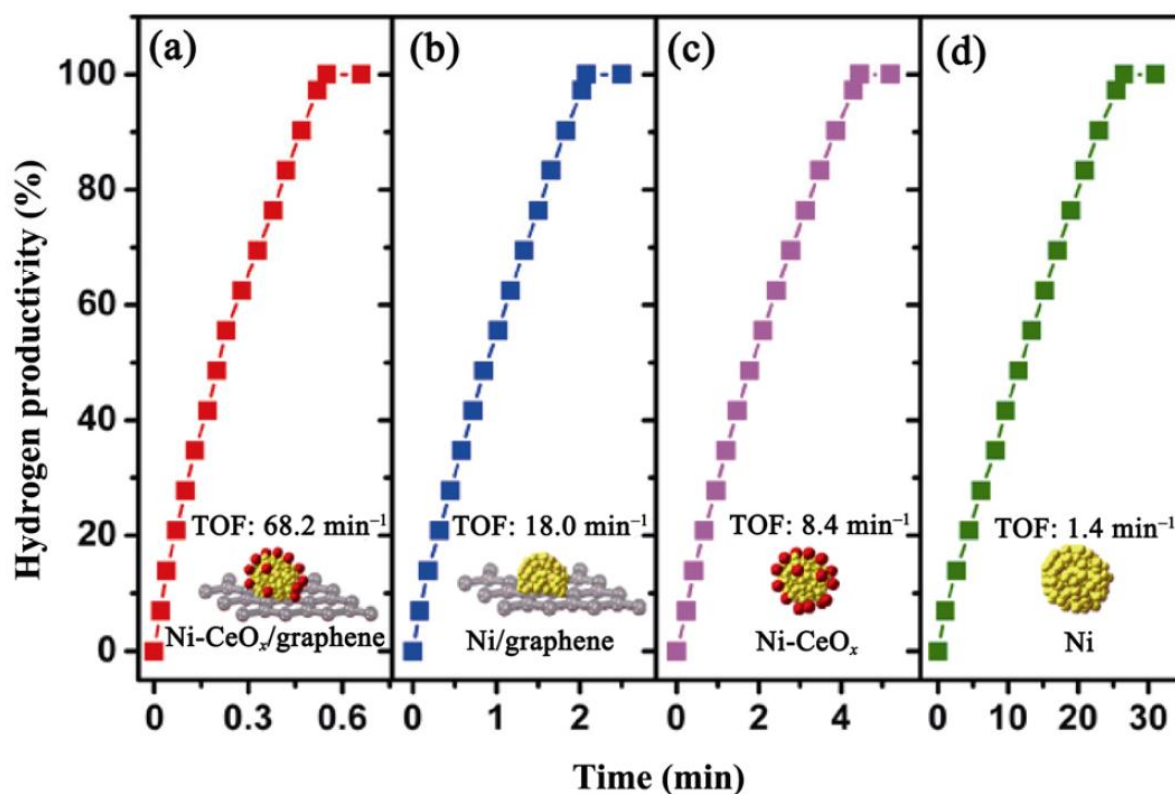 Hydrogen productivity (%)
100
80
60
40
20
0
(a)
TOF: 68.2 min⁻¹
Ni-CeOₓ/graphene
0 0.3 0.6
(b)
TOF: 18.0 min⁻¹
Ni/graphene
0 1 2
(c)
TOF: 8.4 min⁻¹
Ni-CeOₓ
0 2 4
(d)
TOF: 1.4 min⁻¹
Ni
0 10 20 30
Time (min)